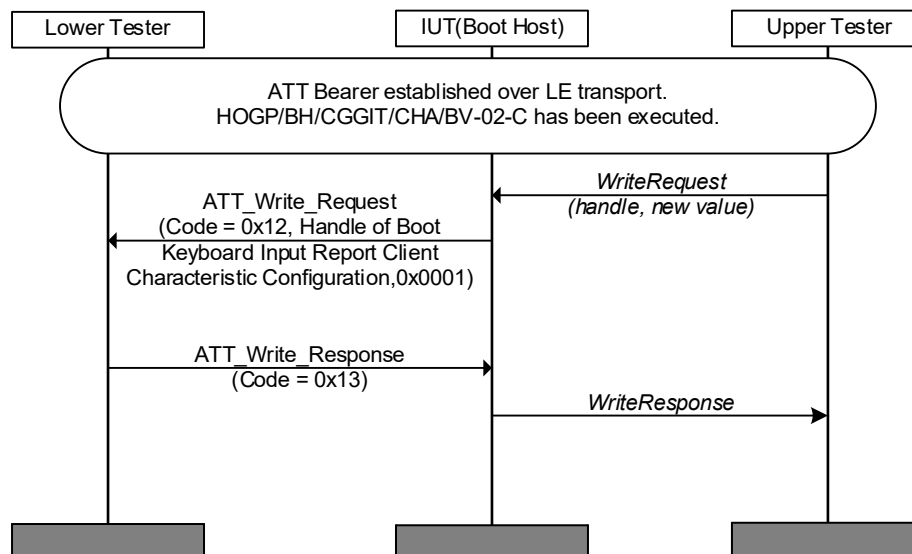 Lower Tester
IUT(Boot Host)
Upper Tester
ATT Bearer established over LE transport.
HOGP/BH/CGGIT/CHA/BV-02-C has been executed.
WriteRequest
(handle, new value)
ATT_Write_Request
(Code = 0x12, Handle of Boot
Keyboard Input Report Client
Characteristic Configuration,0x0001)
ATT_Write_Response
(Code = 0x13)
WriteResponse